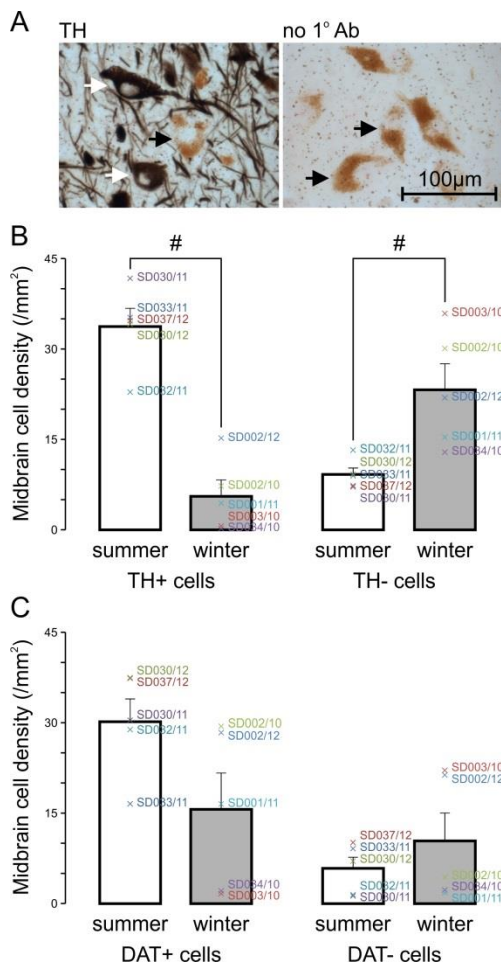 A
TH
no 1° Ab
100µm
B
Midbrain cell density (/mm²)
45
30
15
0
#
SD030/11
SD033/11
SD037/12
SD030/12
SD032/11
SD002/12
SD002/10
SD001/11
SD003/10
SD034/10
summer
winter
TH+ cells
#
SD032/11
SD030/12
SD033/11
SD037/12
SD030/11
SD003/10
SD002/10
SD002/12
SD001/11
SD034/10
summer
winter
TH- cells
C
Midbrain cell density (/mm²)
45
30
15
0
SD030/12
SD037/12
SD030/11
SD032/11
SD033/11
SD002/10
SD002/12
SD001/11
SD034/10
SD003/10
summer
winter
DAT+ cells
SD037/12
SD033/11
SD030/12
SD032/11
SD030/11
SD003/10
SD002/12
SD002/10
SD034/10
SD001/11
summer
winter
DAT- cells